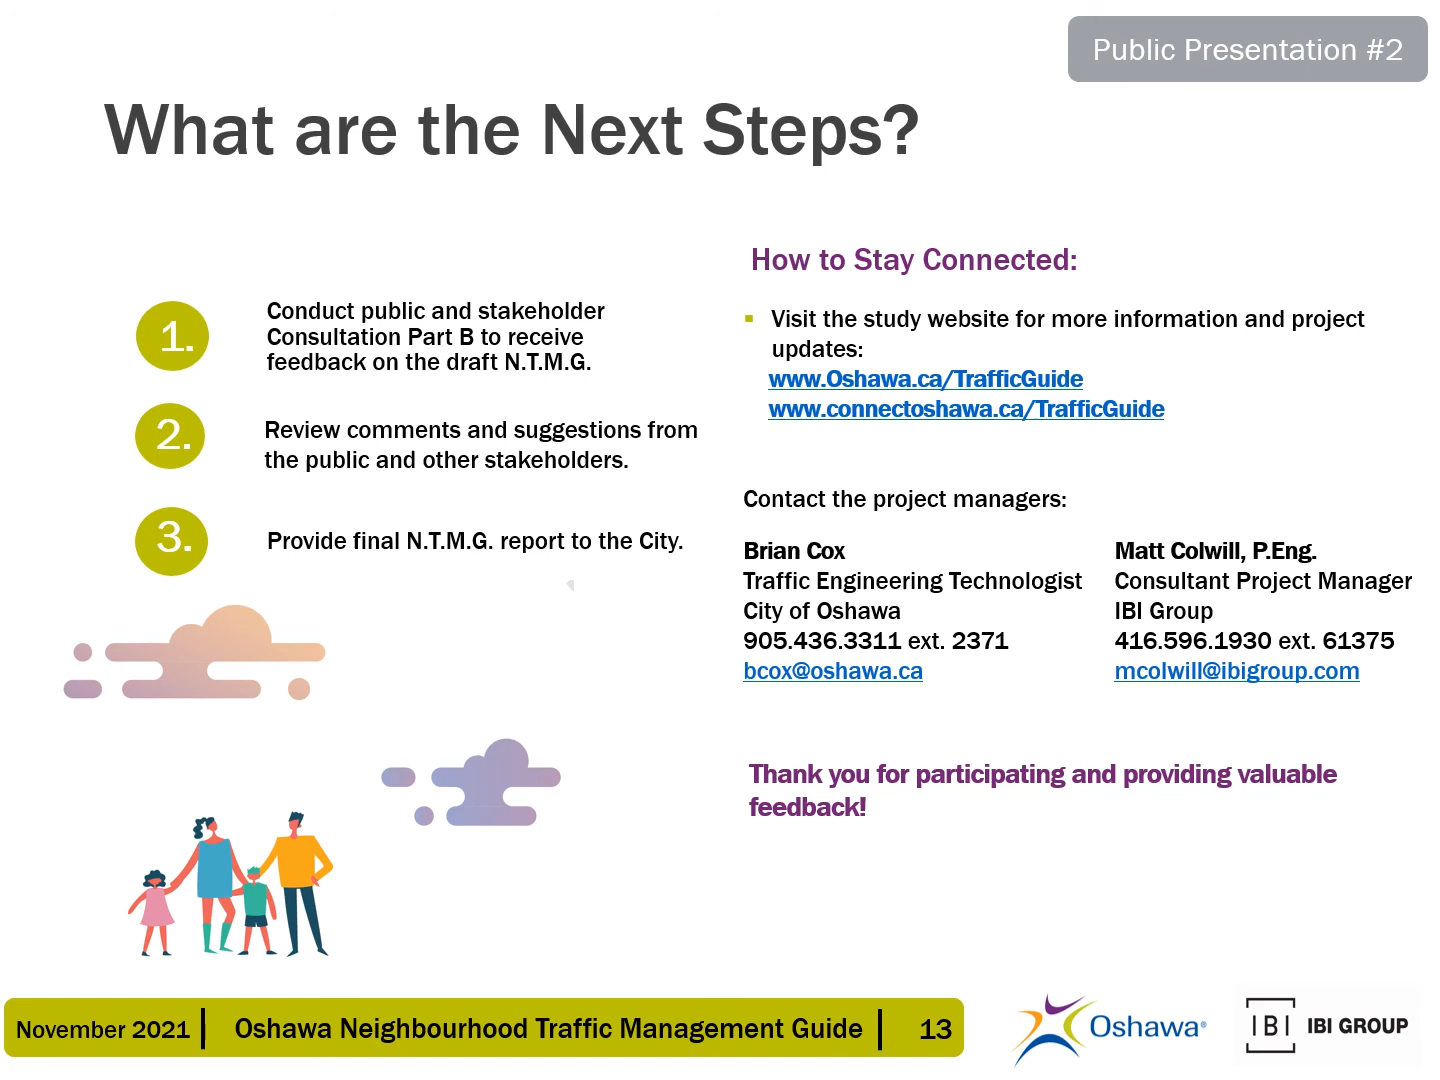 Public Presentation #2
What are the Next Steps?
1.
Conduct public and stakeholder
Consultation Part B to receive
feedback on the draft N.T.M.G.
2.
Review comments and suggestions from
the public and other stakeholders.
3.
Provide final N.T.M.G. report to the City.
How to Stay Connected:
Visit the study website for more information and project
updates:
www.Oshawa.ca/TrafficGuide
www.connectoshawa.ca/TrafficGuide
Contact the project managers:
Brian Cox
Traffic Engineering Technologist
City of Oshawa
905.436.3311 ext. 2371
bcox@oshawa.ca
Matt Colwill, P.Eng.
Consultant Project Manager
IBI Group
416.596.1930 ext. 61375
mcolwill@ibigroup.com
Thank you for participating and providing valuable
feedback!
November 2021
Oshawa Neighbourhood Traffic Management Guide
13
Oshawa®
IBI IBI GROUP